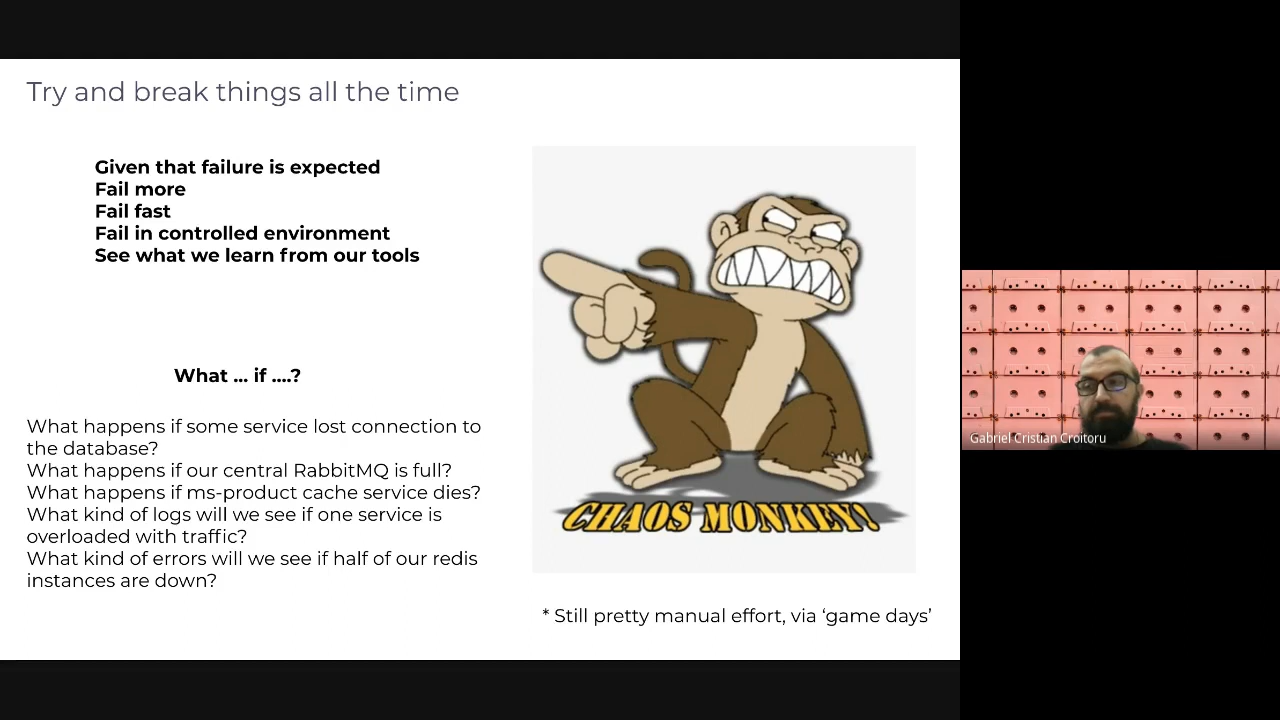 Try and break things all the time
Given that failure is expected
Fail more
Fail fast
Fail in controlled environment
See what we learn from our tools
What ... if ....?
What happens if some service lost connection to
the database?
What happens if our central RabbitMQ is full?
What happens if ms-product cache service dies?
What kind of logs will we see if one service is
overloaded with traffic?
What kind of errors will we see if half of our redis
instances are down?
CHAOS MONKEY!
* Still pretty manual effort, via ‘game days’
Gabriel Cristian Croitoru